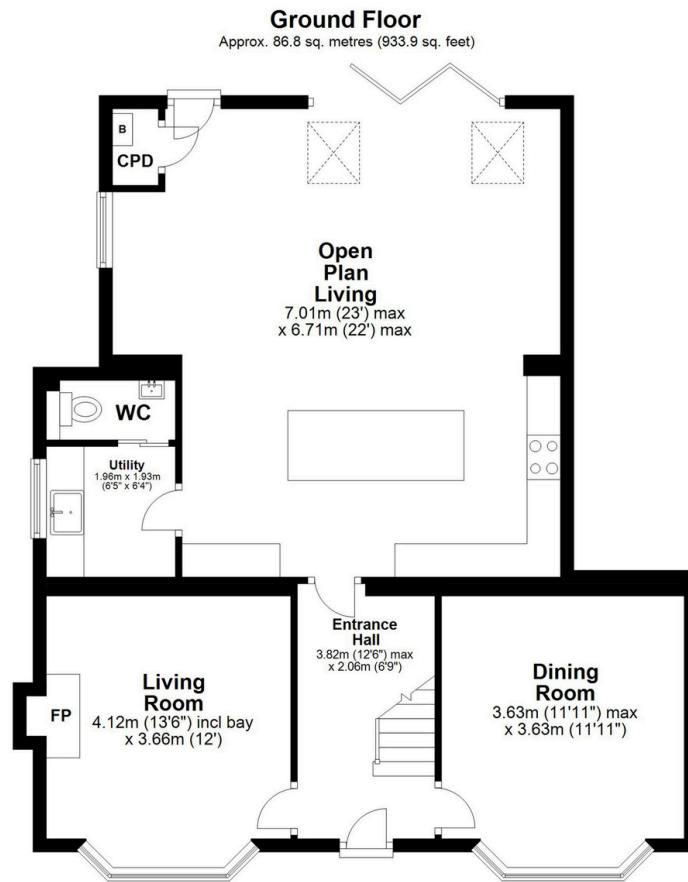 Ground Floor
Approx. 86.8 sq. metres (933.9 sq. feet)
B
CPD
Open
Plan
Living
7.01m (23') max
x 6.71m (22') max
WC
Utility
1.96m x 1.93m
(6'5" x 6'4")
Entrance
Hall
3.82m (12'6") max
x 2.06m (6'9")
Living
Room
4.12m (13'6") incl bay
x 3.66m (12')
FP
Dining
Room
3.63m (11'11") max
x 3.63m (11'11")